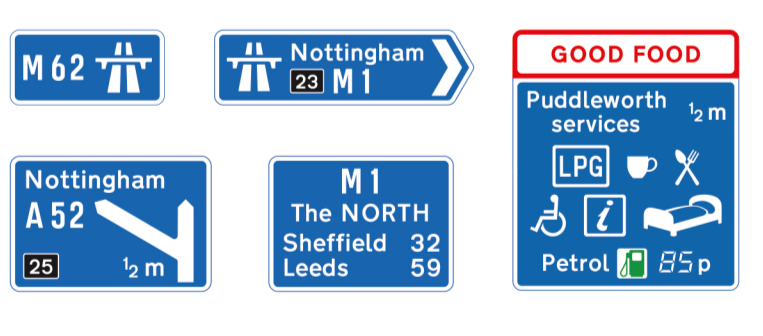 M 62
Nottingham
23 M 1
GOOD FOOD
Puddleworth
services
½ m
LPG
i
Petrol 85p
Nottingham
A 52
25 ½ m
M 1
The NORTH
Sheffield 32
Leeds 59